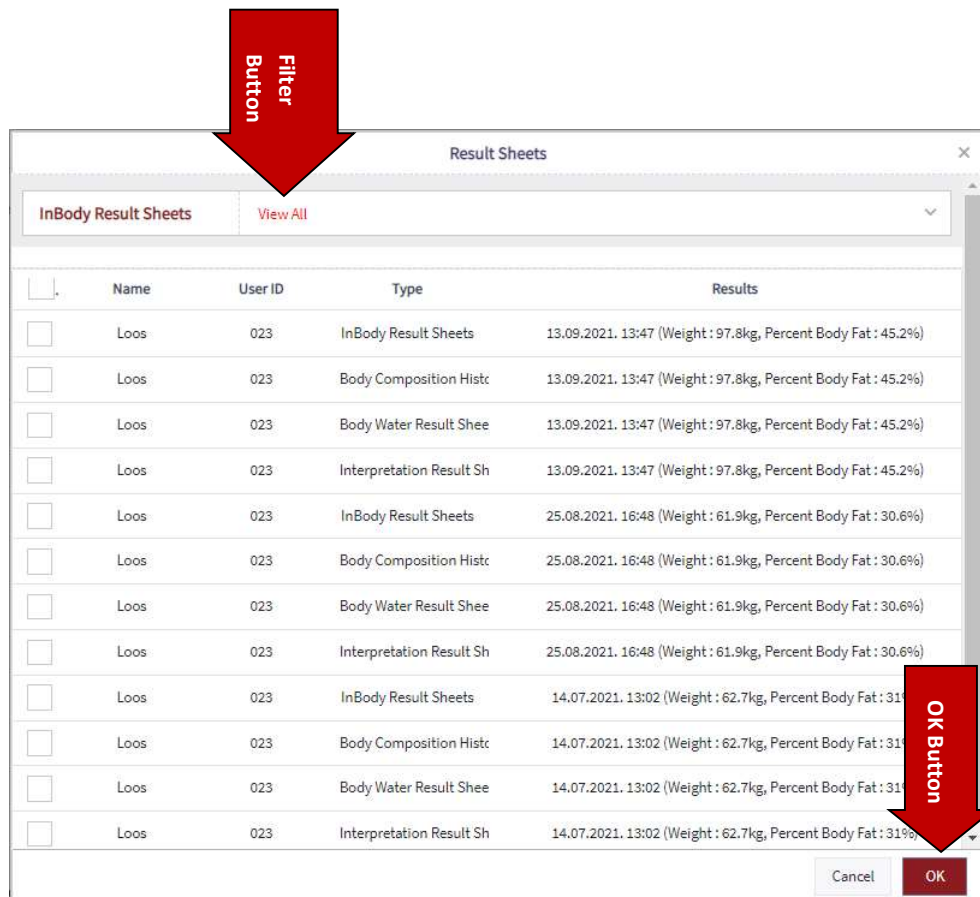 Filter
Button
Result Sheets
InBody Result Sheets View All
Name User ID Type Results
Loos 023 InBody Result Sheets 13.09.2021. 13:47 (Weight : 97.8kg, Percent Body Fat : 45.2%)
Loos 023 Body Composition Histo 13.09.2021. 13:47 (Weight : 97.8kg, Percent Body Fat : 45.2%)
Loos 023 Body Water Result Shee 13.09.2021. 13:47 (Weight : 97.8kg, Percent Body Fat : 45.2%)
Loos 023 Interpretation Result Sh 13.09.2021. 13:47 (Weight : 97.8kg, Percent Body Fat : 45.2%)
Loos 023 InBody Result Sheets 25.08.2021. 16:48 (Weight : 61.9kg, Percent Body Fat : 30.6%)
Loos 023 Body Composition Histo 25.08.2021. 16:48 (Weight : 61.9kg, Percent Body Fat : 30.6%)
Loos 023 Body Water Result Shee 25.08.2021. 16:48 (Weight : 61.9kg, Percent Body Fat : 30.6%)
Loos 023 Interpretation Result Sh 25.08.2021. 16:48 (Weight : 61.9kg, Percent Body Fat : 30.6%)
Loos 023 InBody Result Sheets 14.07.2021. 13:02 (Weight : 62.7kg, Percent Body Fat : 31
Loos 023 Body Composition Histo 14.07.2021. 13:02 (Weight : 62.7kg, Percent Body Fat : 31
Loos 023 Body Water Result Shee 14.07.2021. 13:02 (Weight : 62.7kg, Percent Body Fat : 31
Loos 023 Interpretation Result Sh 14.07.2021. 13:02 (Weight : 62.7kg, Percent Body Fat : 31%)
OK Button
Cancel OK